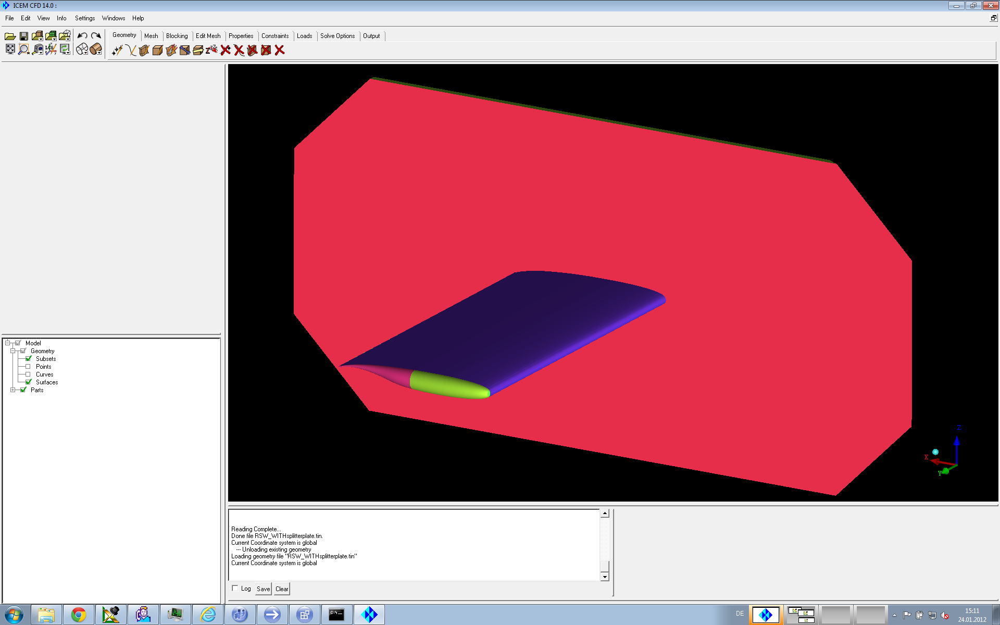 ICEM CFD 14.0 :
File Edit View Info Settings Windows Help
Geometry Mesh Blocking Edit Mesh Properties Constraints Loads Solve Options Output
LCS
Model
Geometry
Subsets
Points
Curves
Surfaces
Parts
Z
X
Y
Reading Complete...
Done file RSW_WITHsplitterplate.tin.
Current Coordinate system is global
--- Unloading existing geometry
Loading geometry file "RSW_WITHsplitterplate.tin"
Current Coordinate system is global
Log Save Clear
C:\._
DE
15:11
24.01.2012